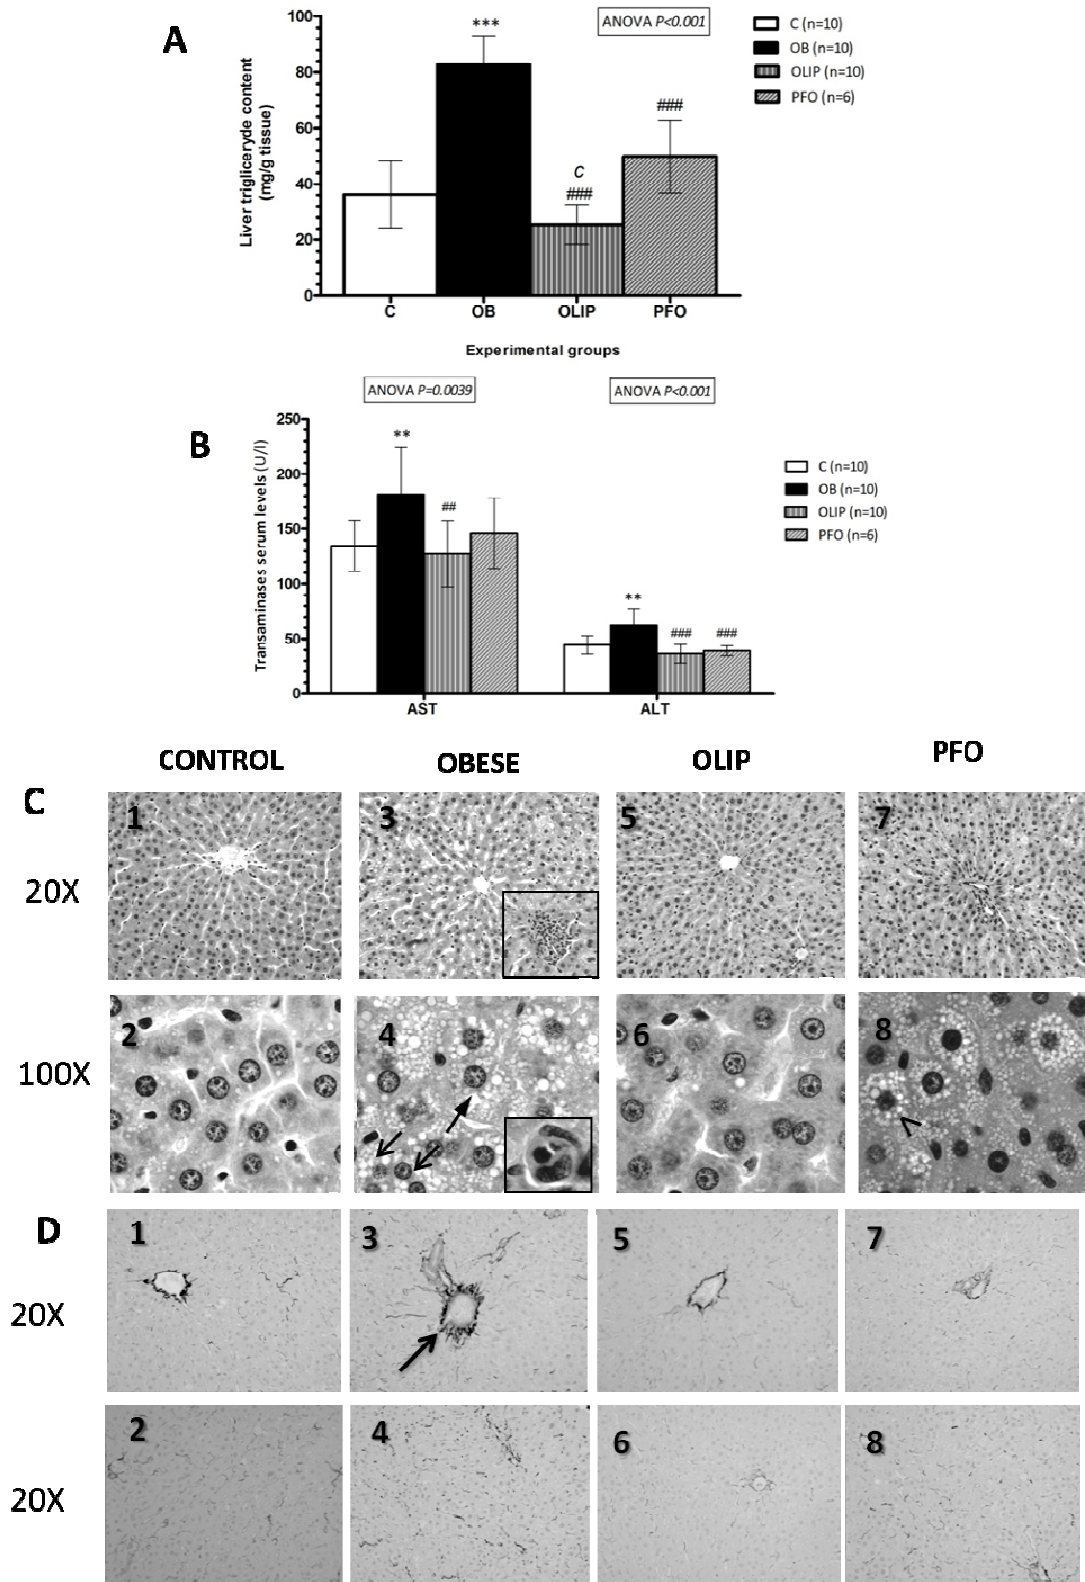 A
100
80
60
40
20
0
Liver trigliceryde content
(mg/g tissue)
***
C
###
###
ANOVA P<0.001
C (n=10)
OB (n=10)
OLIP (n=10)
PFO (n=6)
C OB OLIP PFO
Experimental groups
ANOVA P=0.0039
ANOVA P<0.001
B
250
200
150
100
50
0
Transaminases serum levels (U/l)
**
##
**
###
###
C (n=10)
OB (n=10)
OLIP (n=10)
PFO (n=6)
AST ALT
CONTROL OBESE OLIP PFO
C
20X
1 3 5 7
100X
2 4 6 8
D
20X
1 3 5 7
20X
2 4 6 8